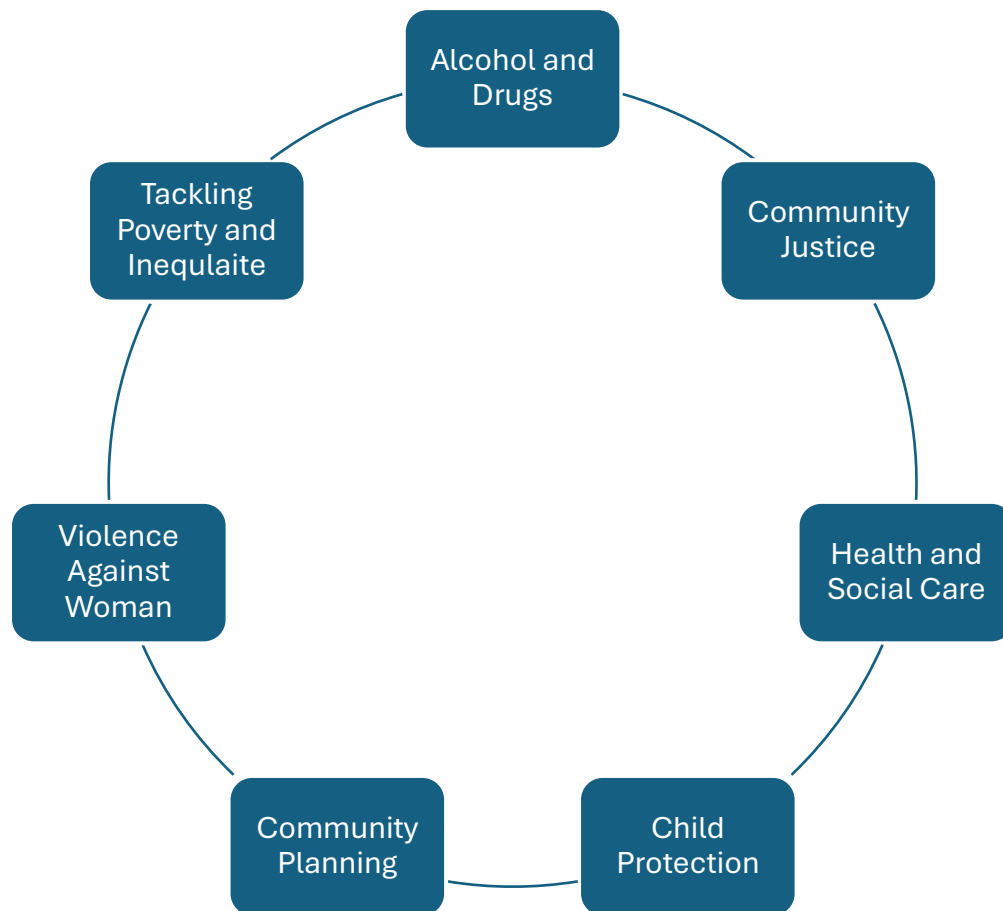 Alcohol and
Drugs
Community
Justice
Health and
Social Care
Child
Protection
Community
Planning
Violence
Against
Woman
Tackling
Poverty and
Inequlaite